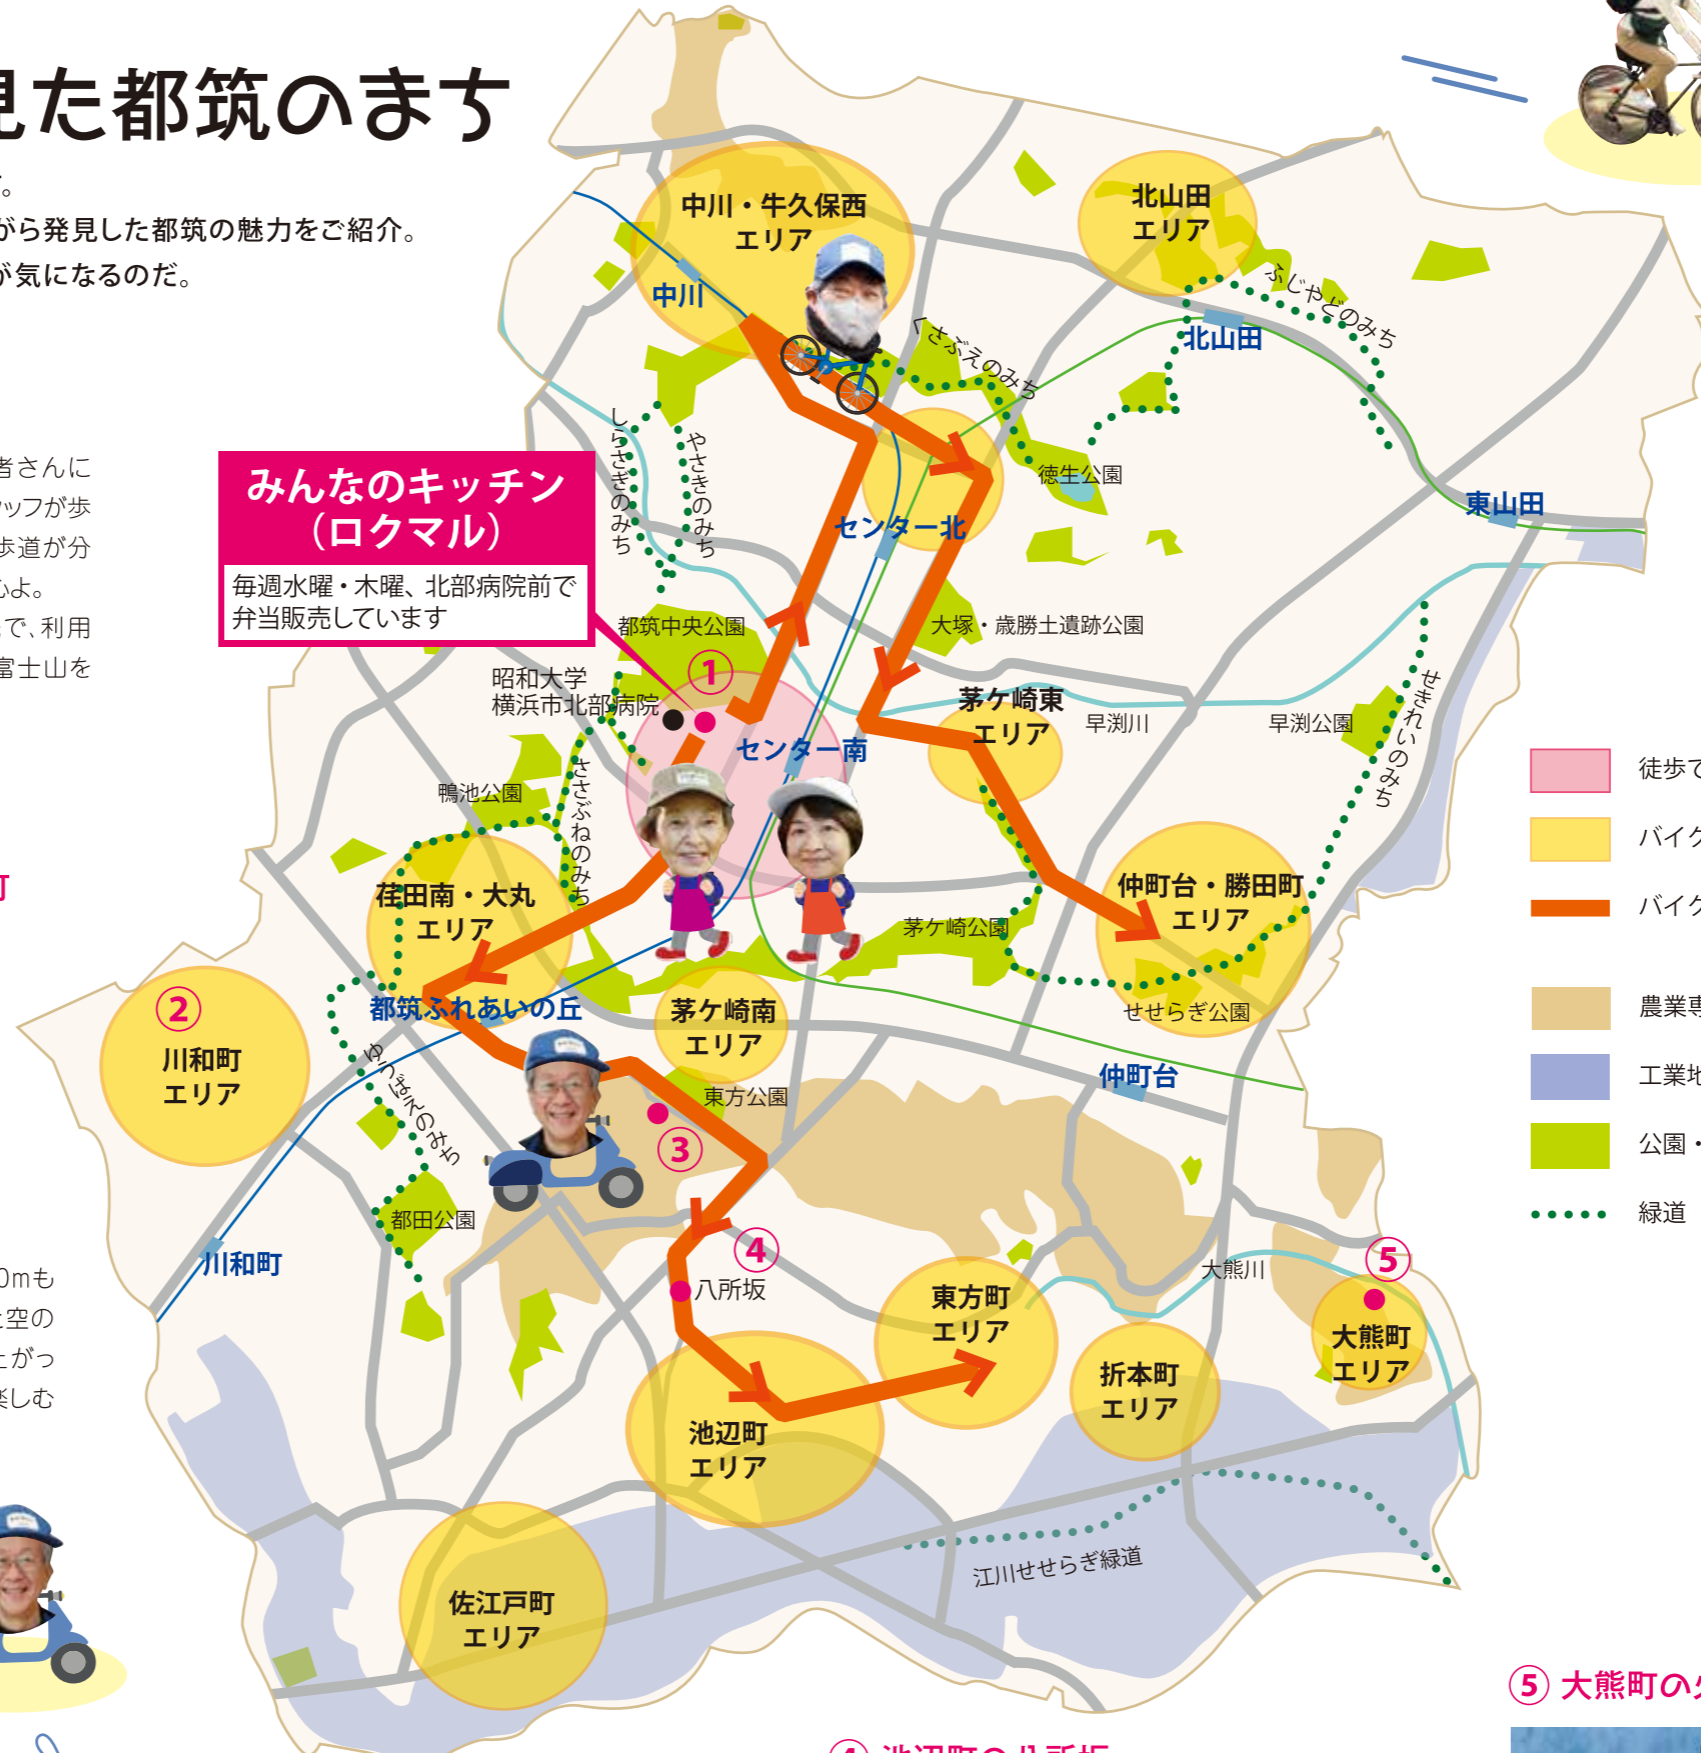 見た都筑のまち
がら発見した都筑の魅力をご紹介。
が気になるのだ。
者さんに
ッフが歩
歩道が分
心よ。
で、利用
富士山を
町
0mも
と空の
上がっ
楽しむ
みんなのキッチン
（ロクマル）
毎週水曜・木曜、北部病院前で
弁当販売しています
中川・牛久保西
エリア
中川
北山田
エリア
ふじやとのみち
北山田
くさぶえのみち
徳生公園
東山田
しらさぎのみち
やさきのみち
センター北
都筑中央公園
大塚・歳勝土遺跡公園
①
昭和大学
横浜市北部病院
センター南
茅ケ崎東
エリア
早渕川
早渕公園
せきれいのみち
鴨池公園
ささぶねのみち
荏田南・大丸
エリア
仲町台・勝田町
エリア
茅ケ崎公園
せせらぎ公園
都筑ふれあいの丘
茅ケ崎南
エリア
②
川和町
エリア
ゆうばえのみち
仲町台
東方公園
③
都田公園
川和町
④
八所坂
東方町
エリア
大熊川
⑤
大熊町
エリア
折本町
エリア
池辺町
エリア
佐江戸町
エリア
江川せせらぎ緑道
徒歩で
バイク
バイク
農業専
工業地
公園・
緑道
④ 池辺町の八所坂
⑤ 大熊町の